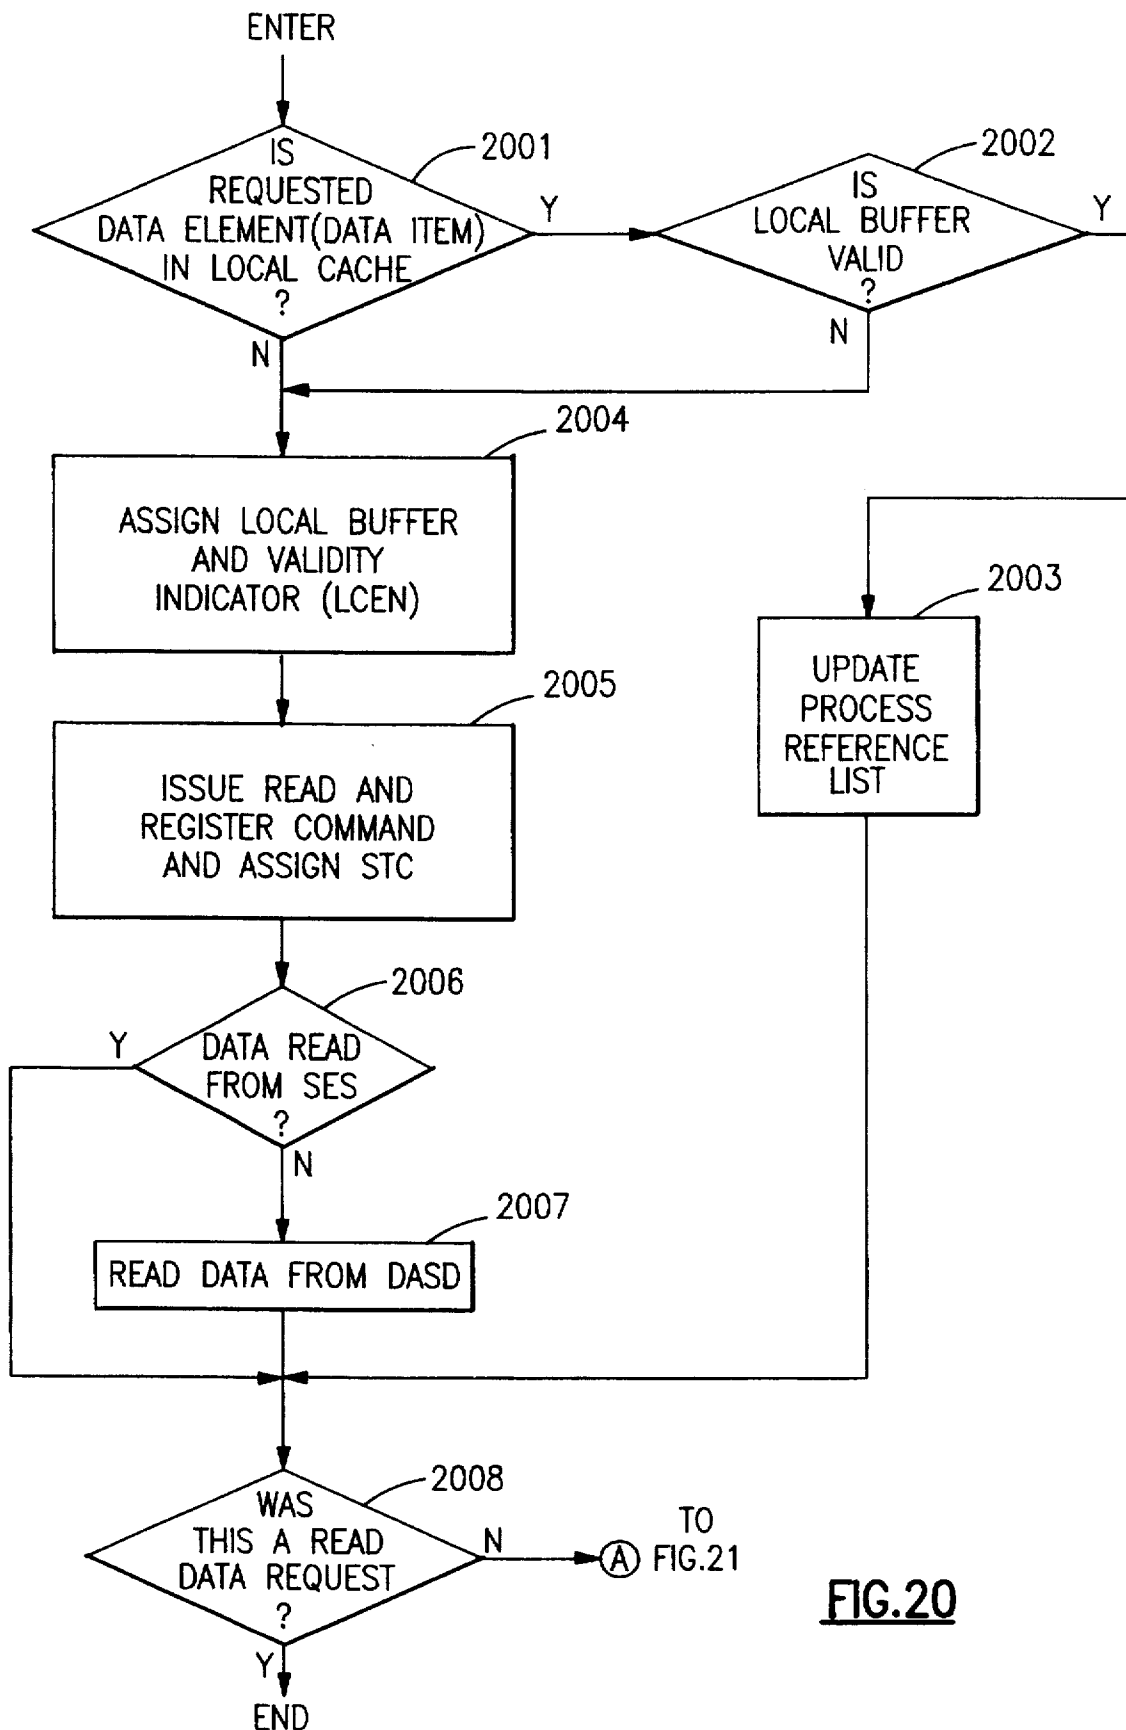 ENTER
2001
IS
REQUESTED
DATA ELEMENT(DATA ITEM)
IN LOCAL CACHE
?
Y
N
2002
IS
LOCAL BUFFER
VALID
?
Y
N
2004
ASSIGN LOCAL BUFFER
AND VALIDITY
INDICATOR (LCEN)
2003
UPDATE
PROCESS
REFERENCE
LIST
2005
ISSUE READ AND
REGISTER COMMAND
AND ASSIGN STC
2006
Y
DATA READ
FROM SES
?
N
2007
READ DATA FROM DASD
2008
WAS
THIS A READ
DATA REQUEST
?
N
A
TO
FIG.21
Y
END
FIG.20